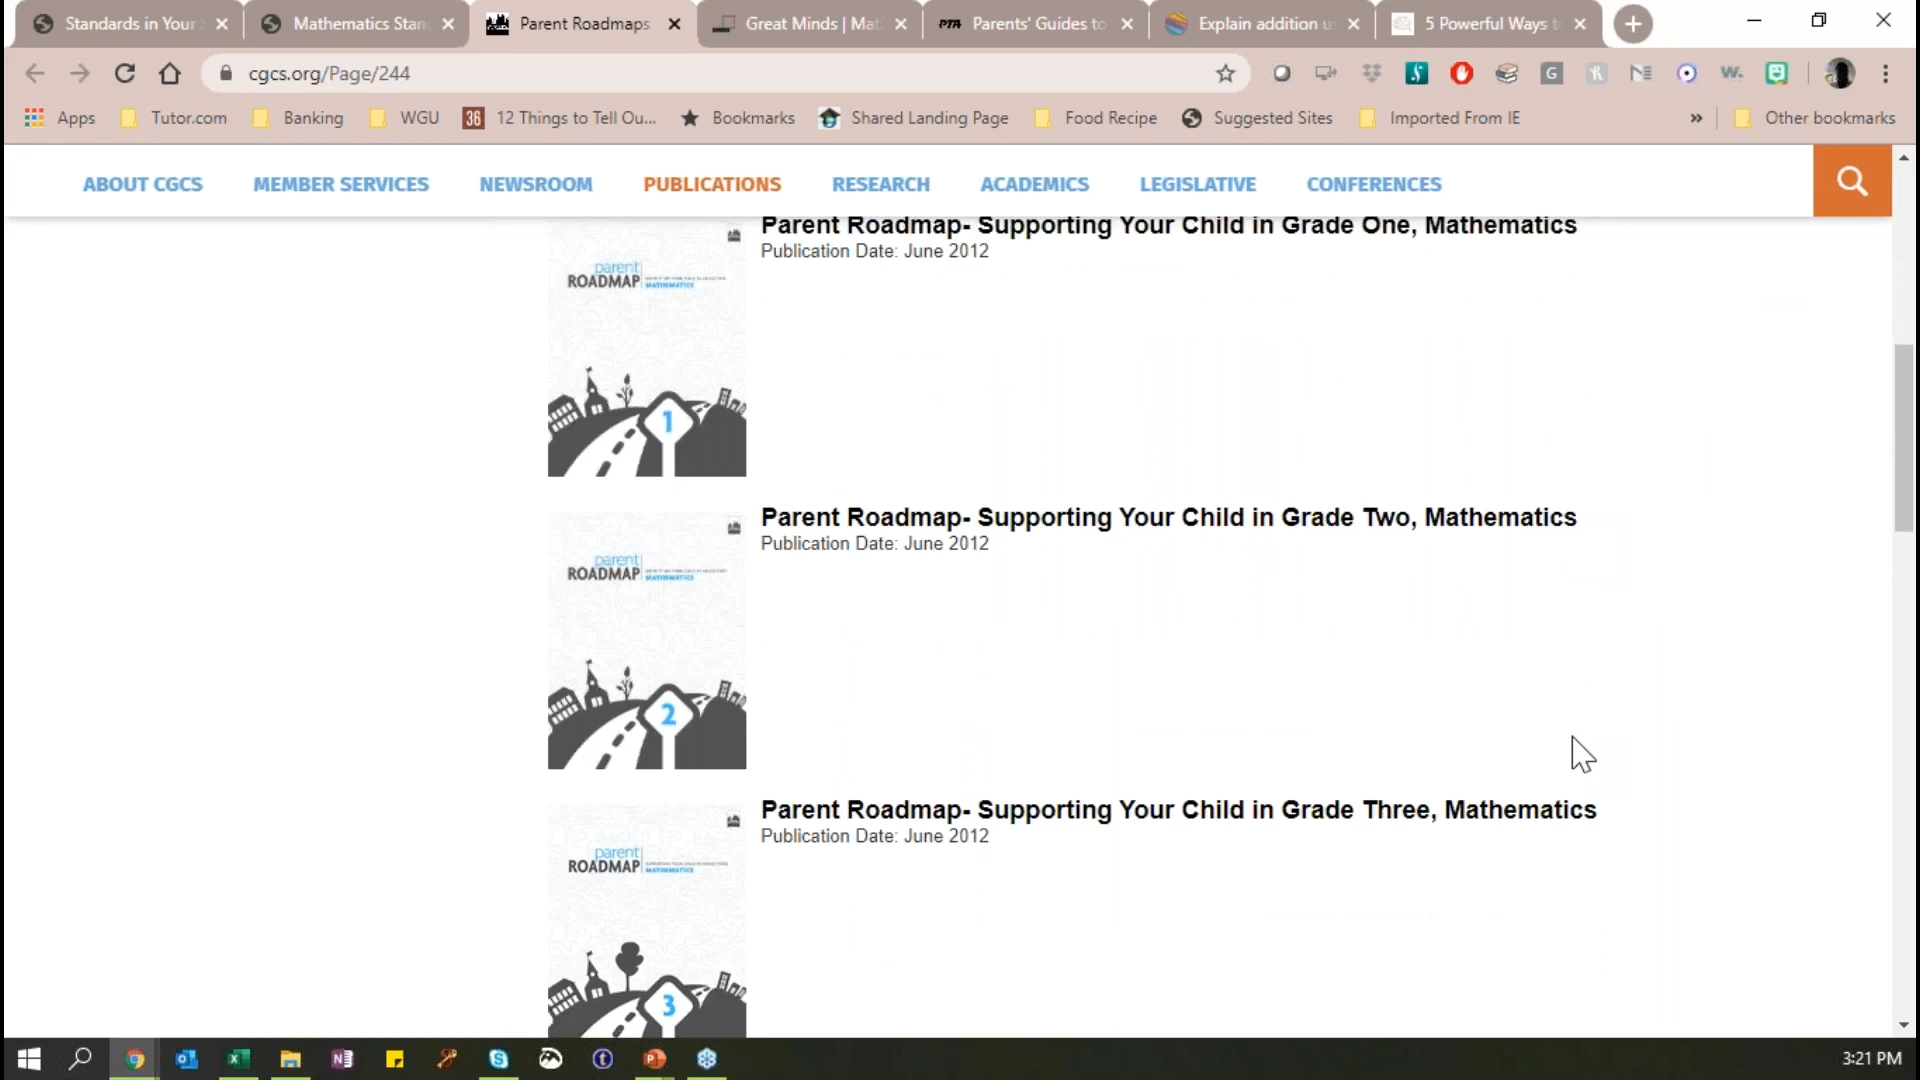 Standards in Your
Mathematics Stan
Parent Roadmaps
Great Minds | Mat
PTA Parents' Guides to
Explain addition u
5 Powerful Ways t
cgcs.org/Page/244
Apps
Tutor.com
Banking
WGU
36 12 Things to Tell Ou...
Bookmarks
Shared Landing Page
Food Recipe
Suggested Sites
Imported From IE
»
Other bookmarks
ABOUT CGCS
MEMBER SERVICES
NEWSROOM
PUBLICATIONS
RESEARCH
ACADEMICS
LEGISLATIVE
CONFERENCES
Parent Roadmap- Supporting Your Child in Grade One, Mathematics
Publication Date: June 2012
parent
ROADMAP
MATHEMATICS
1
Parent Roadmap- Supporting Your Child in Grade Two, Mathematics
Publication Date: June 2012
parent
ROADMAP
MATHEMATICS
2
Parent Roadmap- Supporting Your Child in Grade Three, Mathematics
Publication Date: June 2012
parent
ROADMAP
MATHEMATICS
3
3:21 PM